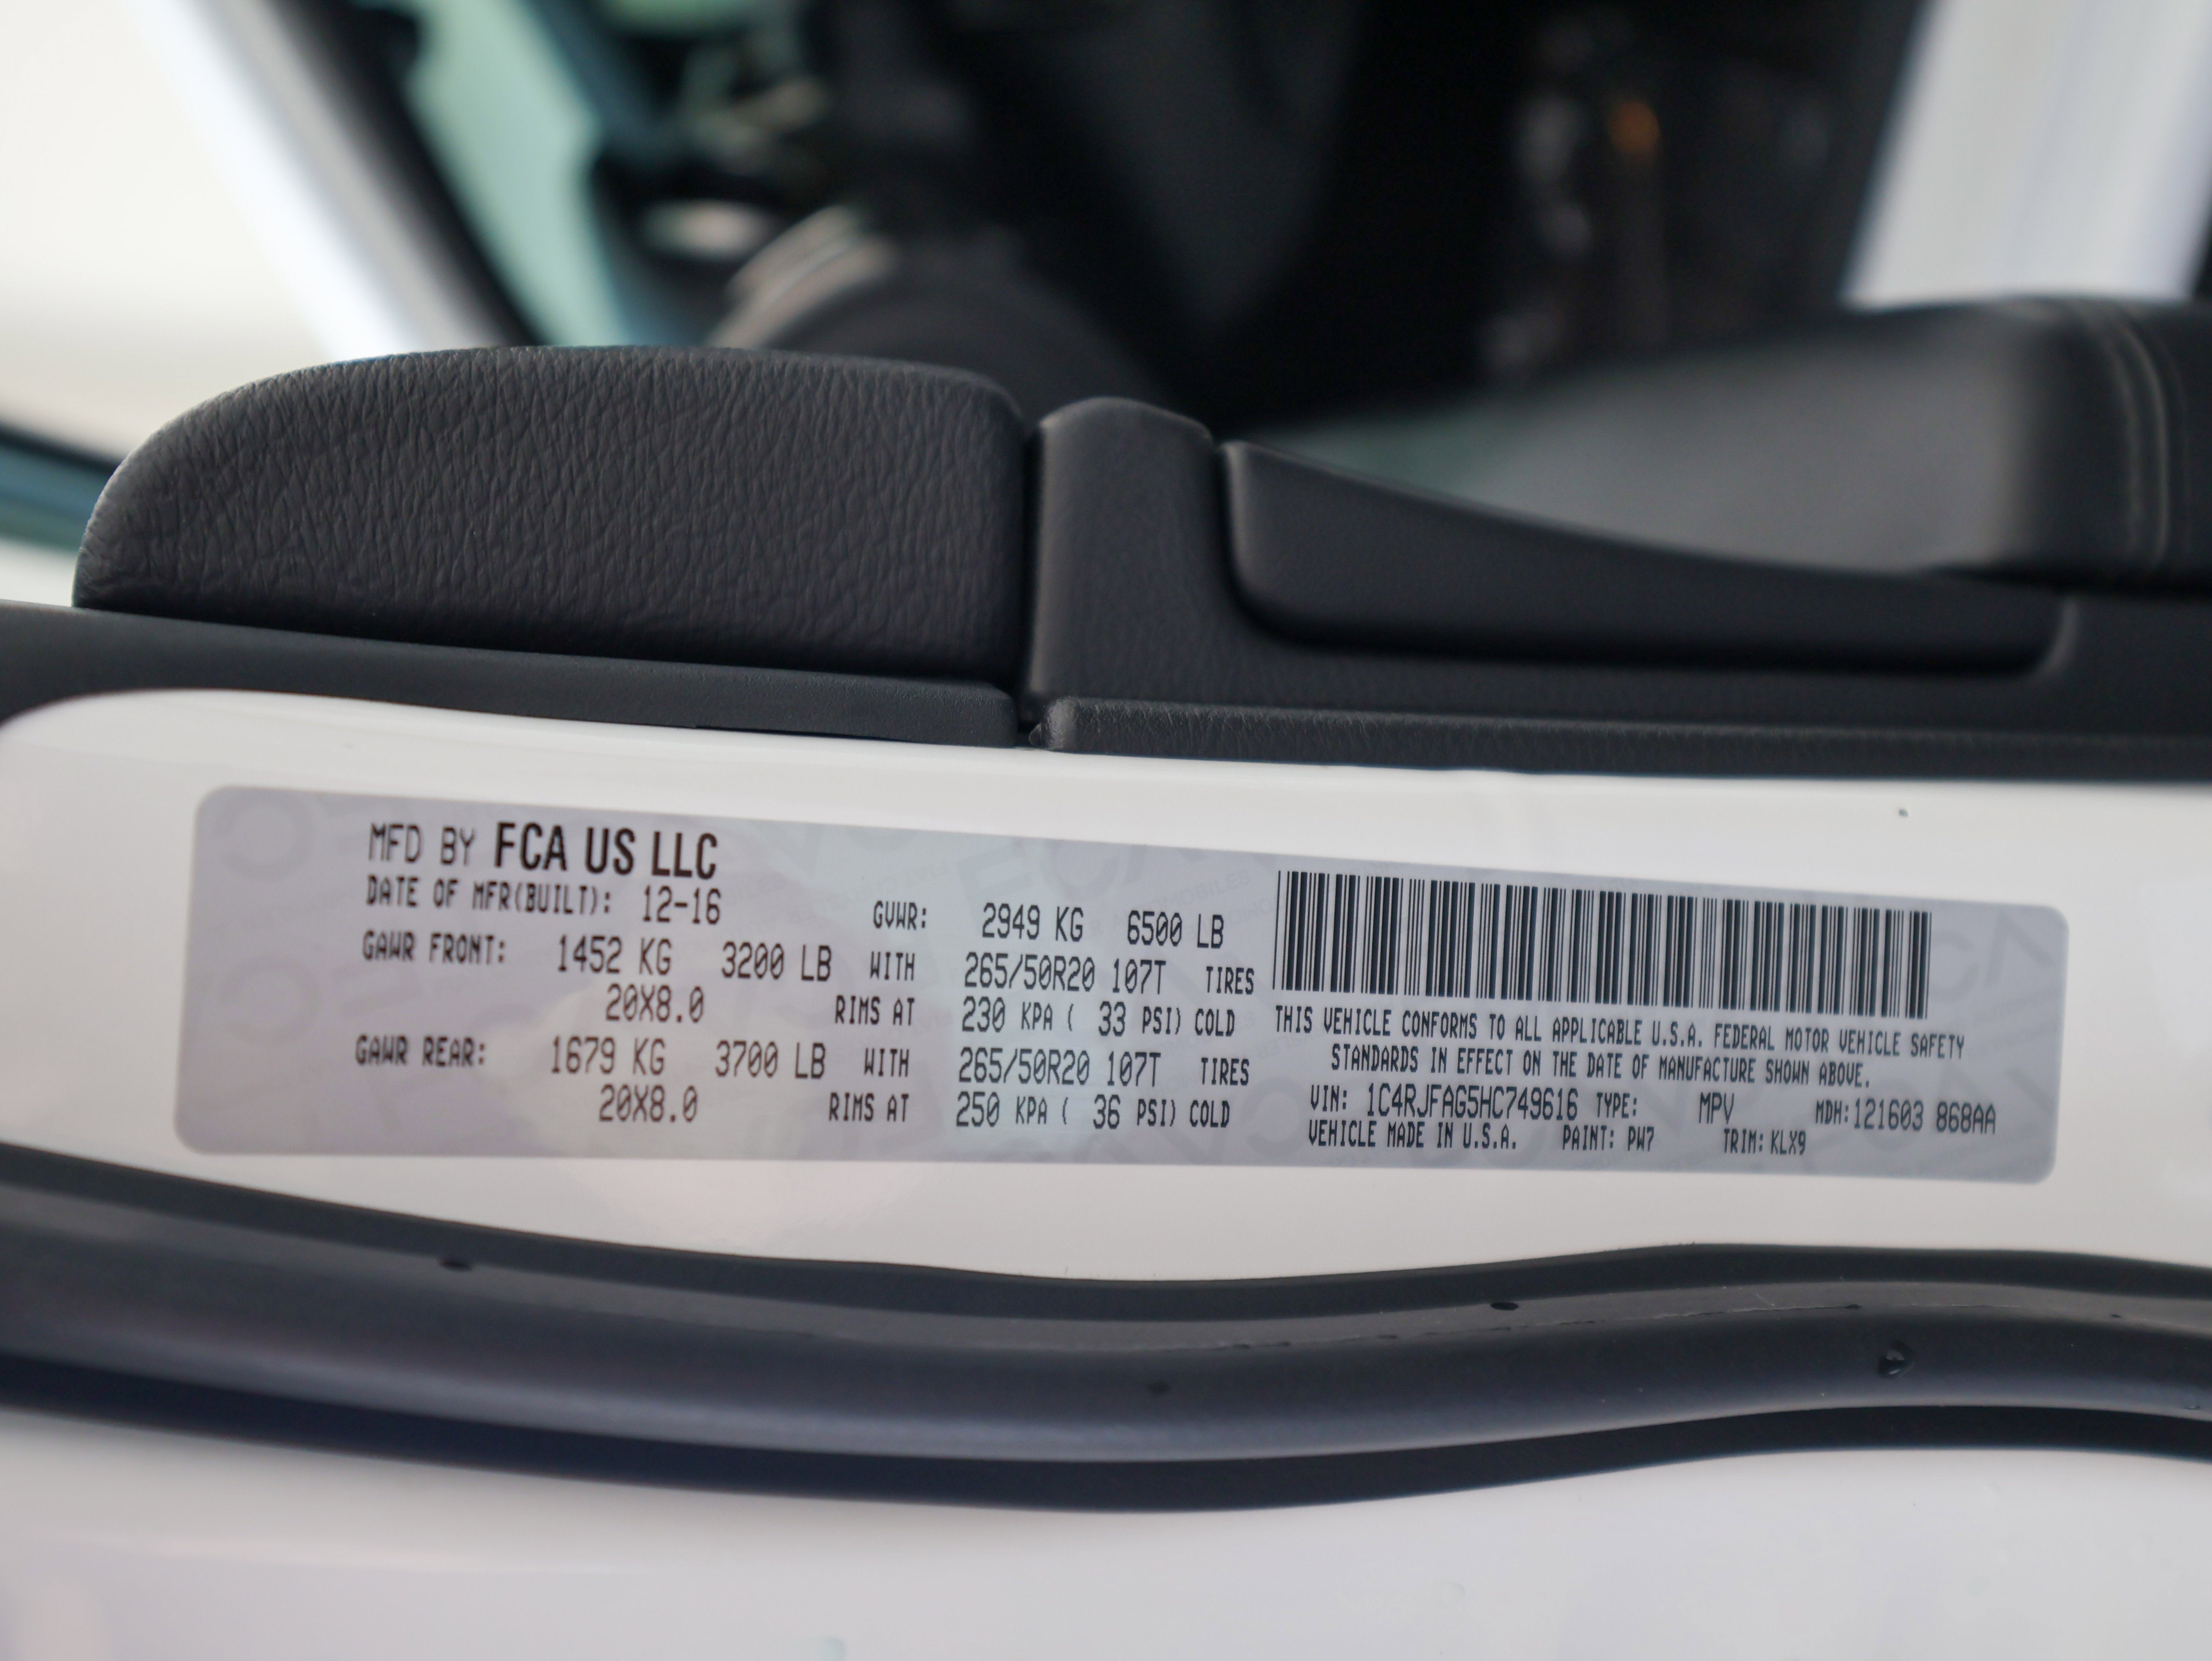 MFD BY FCA US LLC
DATE OF MFR(BUILT): 12-16 GVWR: 2949 KG 6500 LB
GAWR FRONT: 1452 KG 3200 LB WITH 265/50R20 107T TIRES
20X8.0 RIMS AT 230 KPA ( 33 PSI) COLD
GAWR REAR: 1679 KG 3700 LB WITH 265/50R20 107T TIRES
20X8.0 RIMS AT 250 KPA ( 36 PSI) COLD
THIS VEHICLE CONFORMS TO ALL APPLICABLE U.S.A. FEDERAL MOTOR VEHICLE SAFETY
STANDARDS IN EFFECT ON THE DATE OF MANUFACTURE SHOWN ABOVE.
VIN: 1C4RJFAG5HC749616 TYPE: MPV MDH:121603 868AA
VEHICLE MADE IN U.S.A. PAINT: PW7 TRIM: KLX9